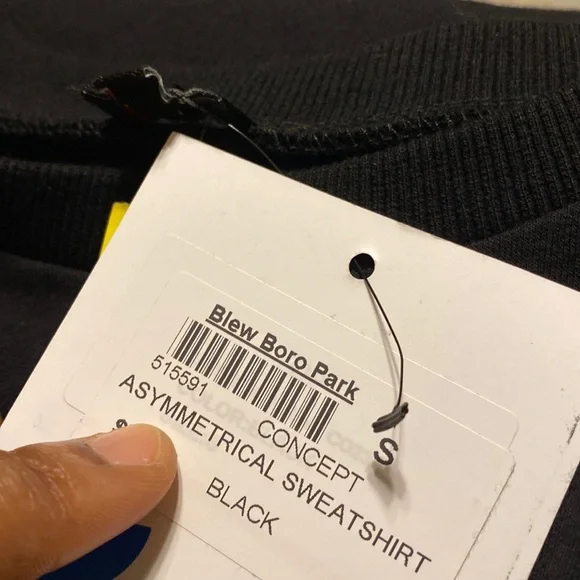 Blew Boro Park
515591
CONCEPT S
ASYMMETRICAL SWEATSHIRT
$
BLACK